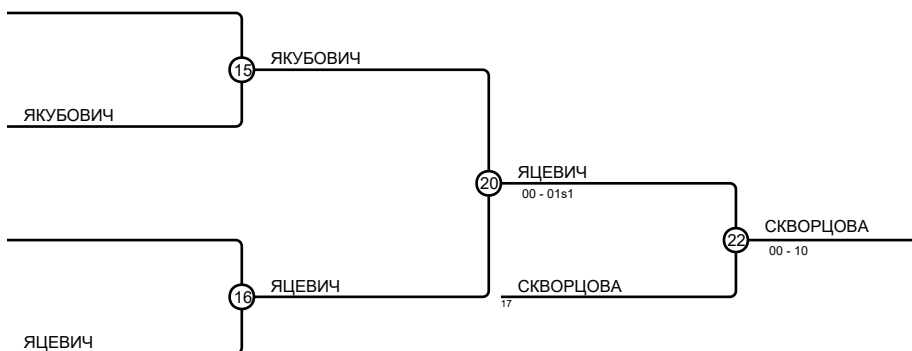 15
ЯКУБОВИЧ
ЯКУБОВИЧ
20
ЯЦЕВИЧ
00 - 01s1
22
СКВОРЦОВА
00 - 10
16
ЯЦЕВИЧ
17
СКВОРЦОВА
ЯЦЕВИЧ